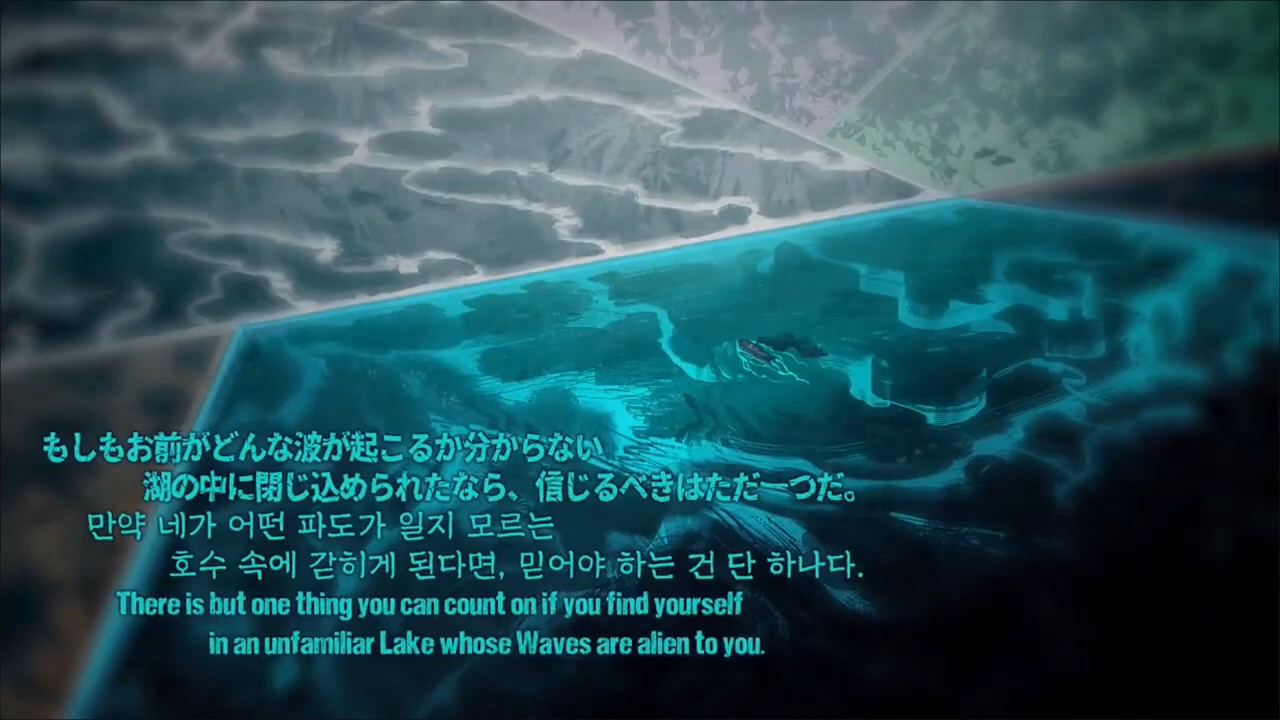 もしもお前がどんな波が起こるか分からない
湖の中に閉じ込められたなら、信じるべきはただ一つだ。
만약 네가 어떤 파도가 일지 모르는
호수 속에 갇히게 된다면, 믿어야 하는 건 단 하나다.
There is but one thing you can count on if you find yourself
in an unfamiliar Lake whose Waves are alien to you.